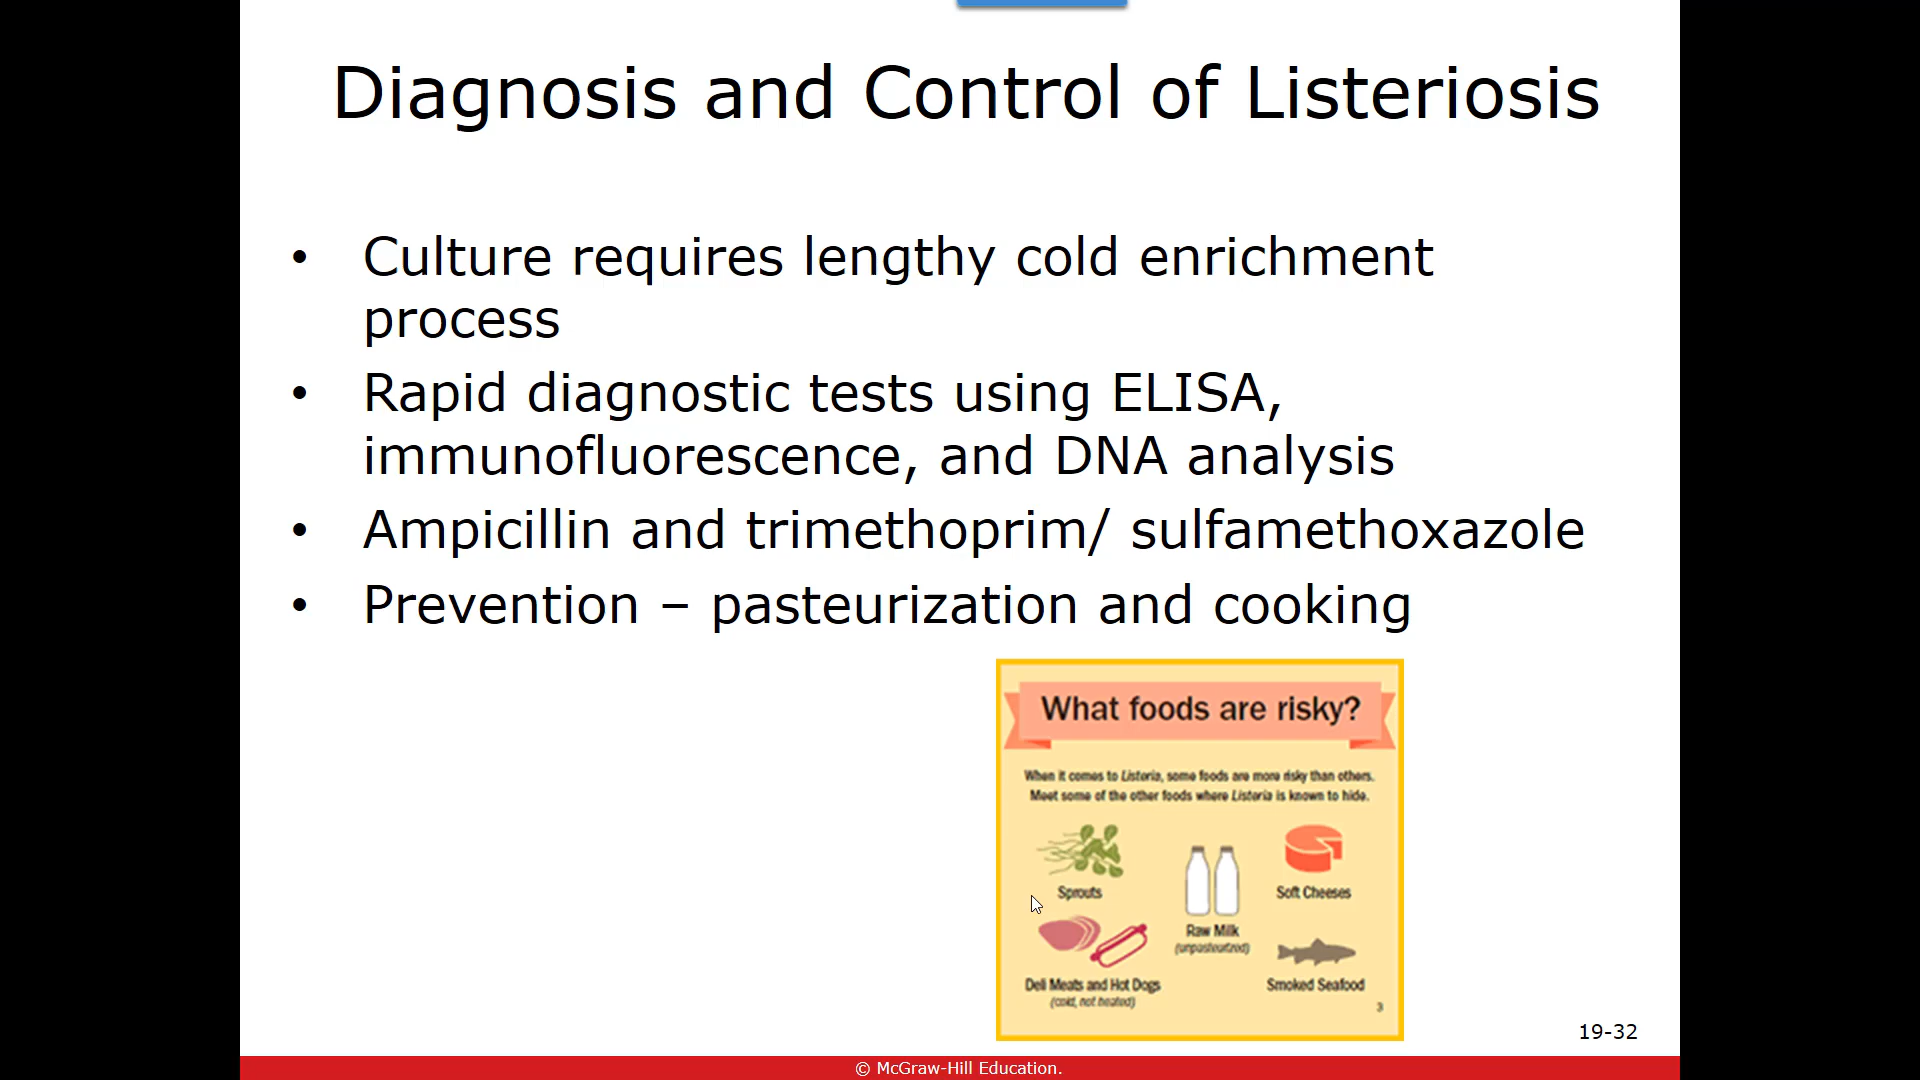 Diagnosis and Control of Listeriosis
• Culture requires lengthy cold enrichment
process
• Rapid diagnostic tests using ELISA,
immunofluorescence, and DNA analysis
• Ampicillin and trimethoprim/ sulfamethoxazole
• Prevention – pasteurization and cooking
What foods are risky?
When it comes to Listeria, some foods are more risky than others.
Meet some of the other foods where Listeria is known to hide.
Sprouts
Soft Cheeses
Raw Milk
(unpasteurized)
Deli Meats and Hot Dogs
(cold, not heated)
Smoked Seafood
3
19-32
© McGraw-Hill Education.